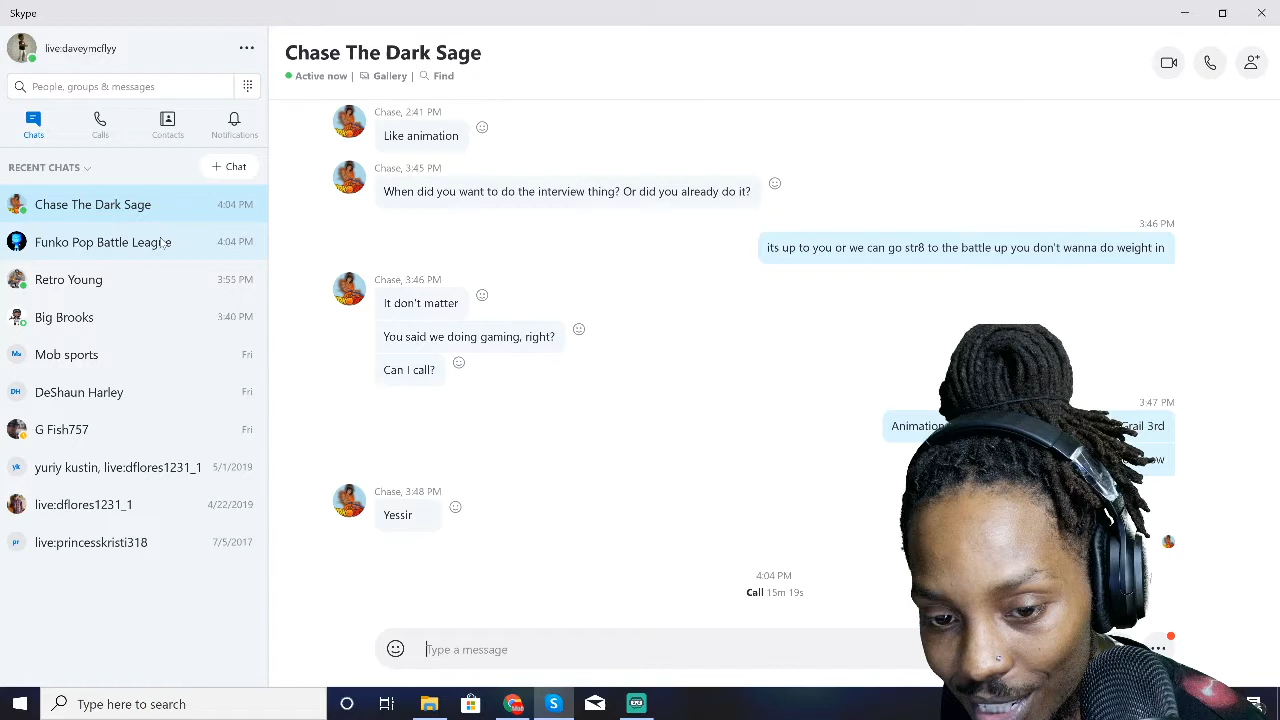 Skype
live:daveymcflyy
People, groups & messages
Chats
Calls
Contacts
Notifications
RECENT CHATS
+ Chat
Chase The Dark Sage 4:04 PM
Funko Pop Battle League 4:04 PM
Retro Young 3:55 PM
Big Brooks 3:40 PM
Ms
Mob sports Fri
DH
DeShaun Harley Fri
G Fish757 Fri
yk
yuriy kustin, live:dflores1231_1 5/1/2019
live:dflores1231_1 4/22/2019
pr
live:princesskristi318 7/5/2017
Chase The Dark Sage
Active now | Gallery | Find
Chase, 2:41 PM
Like animation
Chase, 3:45 PM
When did you want to do the interview thing? Or did you already do it?
3:46 PM
its up to you or we can go str8 to the battle up you don't wanna do weight in
Chase, 3:46 PM
It don't matter
You said we doing gaming, right?
Can I call?
3:47 PM
Animation Grail 3rd
Chase, 3:48 PM
Yessir
4:04 PM
Call 15m 19s
Type a message
Type here to search